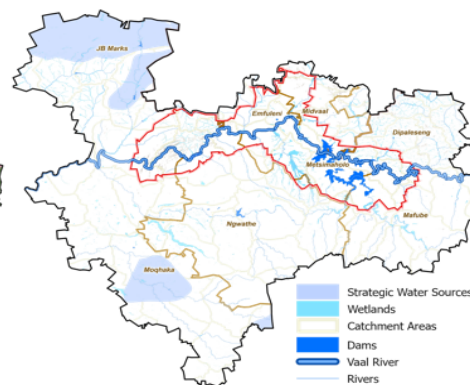 JB Marks
Emfuleni
Midvaal
Dipaleseng
Metsimaholo
Mafube
Ngwathe
Moqhaka
Strategic Water Sources
Wetlands
Catchment Areas
Dams
Vaal River
Rivers